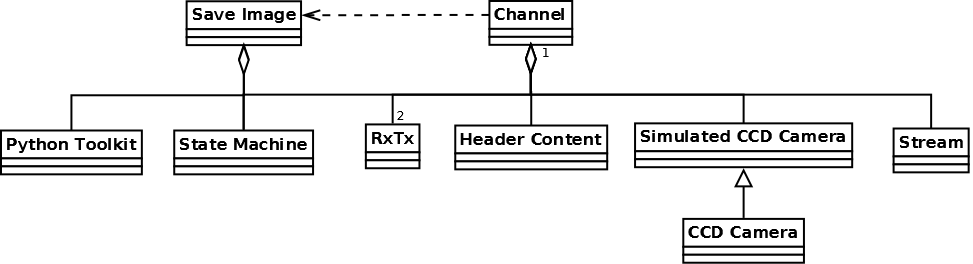 Save Image
Channel
1
2
Python Toolkit
State Machine
RxTx
Header Content
Simulated CCD Camera
Stream
CCD Camera